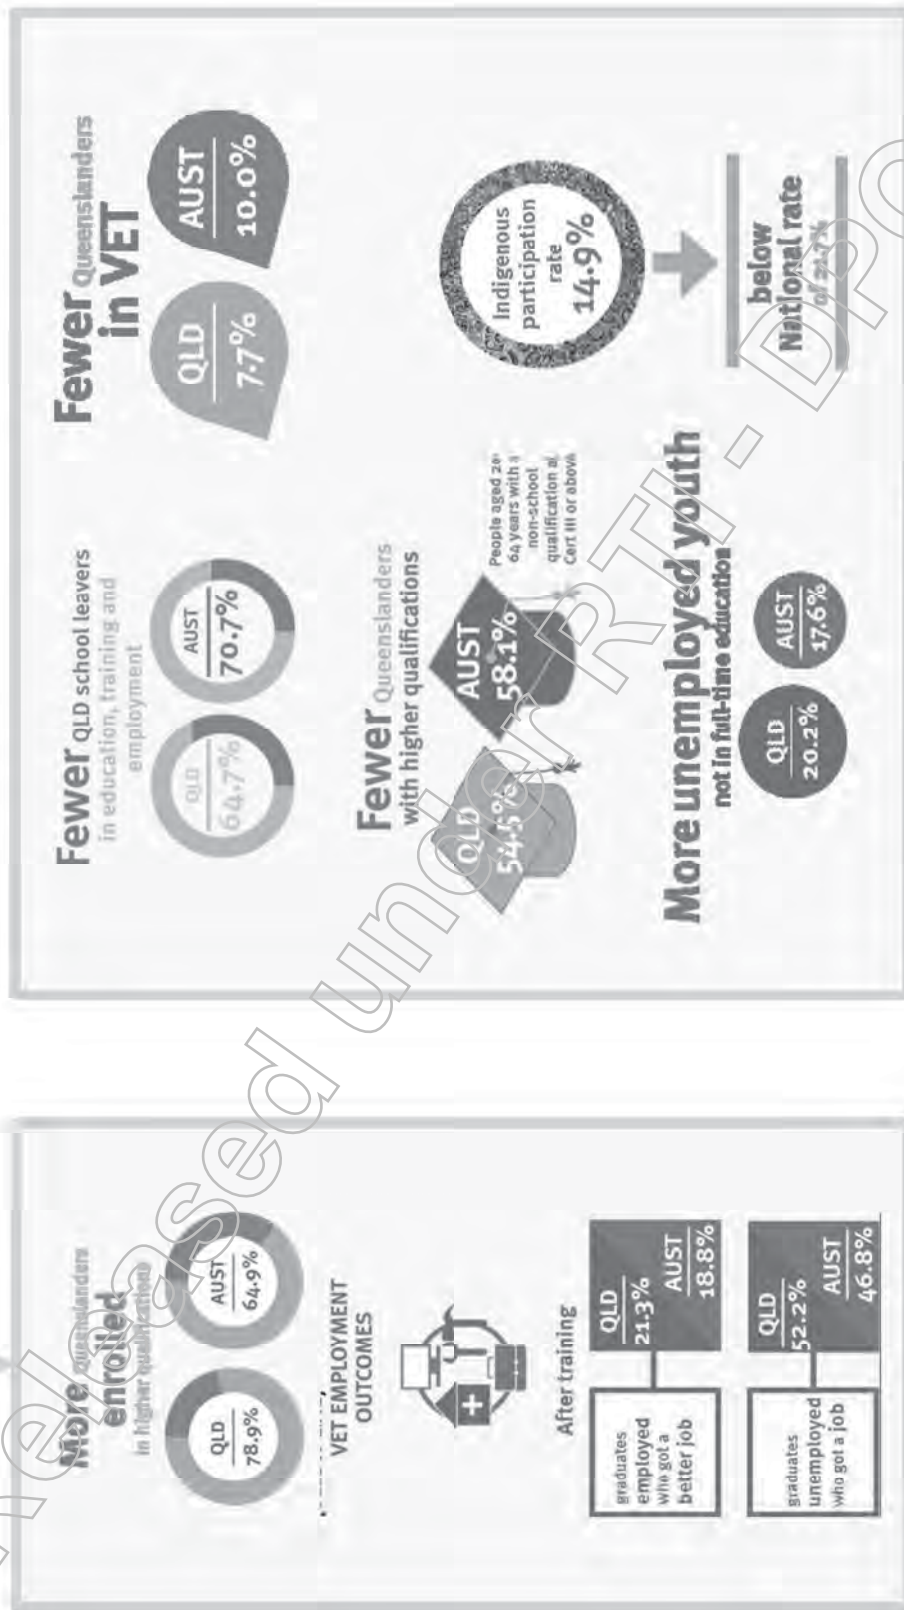 More Queenslanders
enrolled
in higher qualifications
QLD
78.9%
AUST
64.9%
VET EMPLOYMENT
OUTCOMES
After training
graduates
employed
who got a
better job
QLD
21.3%
AUST
18.8%
graduates
unemployed
who got a job
QLD
52.2%
AUST
46.8%
Fewer QLD school leavers
in education, training and
employment
QLD
64.7%
AUST
70.7%
Fewer Queenslanders
in VET
QLD
7.7%
AUST
10.0%
Fewer Queenslanders
with higher qualifications
QLD
AUST
58.1%
People aged
64 years with
non-school
qualification
Cert III or above
Indigenous
participation
rate
14.9%
below
National rate
of
More unemployed youth
not in full-time education
QLD
20.2%
AUST
17.6%
Released under RTI - DPC